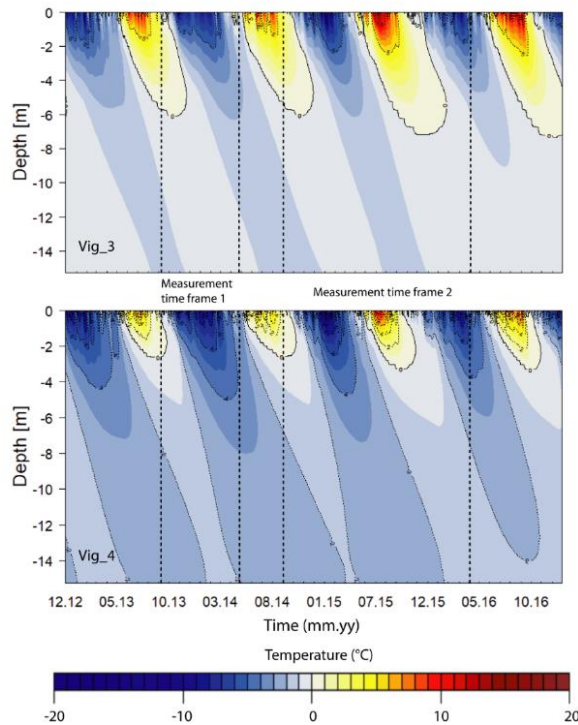 0
-2
-4
-6
-8
-10
-12
-14
Depth [m]
Vig_3
Measurement time frame 1
Measurement time frame 2
0
-2
-4
-6
-8
-10
-12
-14
Depth [m]
Vig_4
12.12 05.13 10.13 03.14 08.14 01.15 07.15 12.15 05.16 10.16
Time (mm.yy)
Temperature (°C)
-20 -10 0 10 20